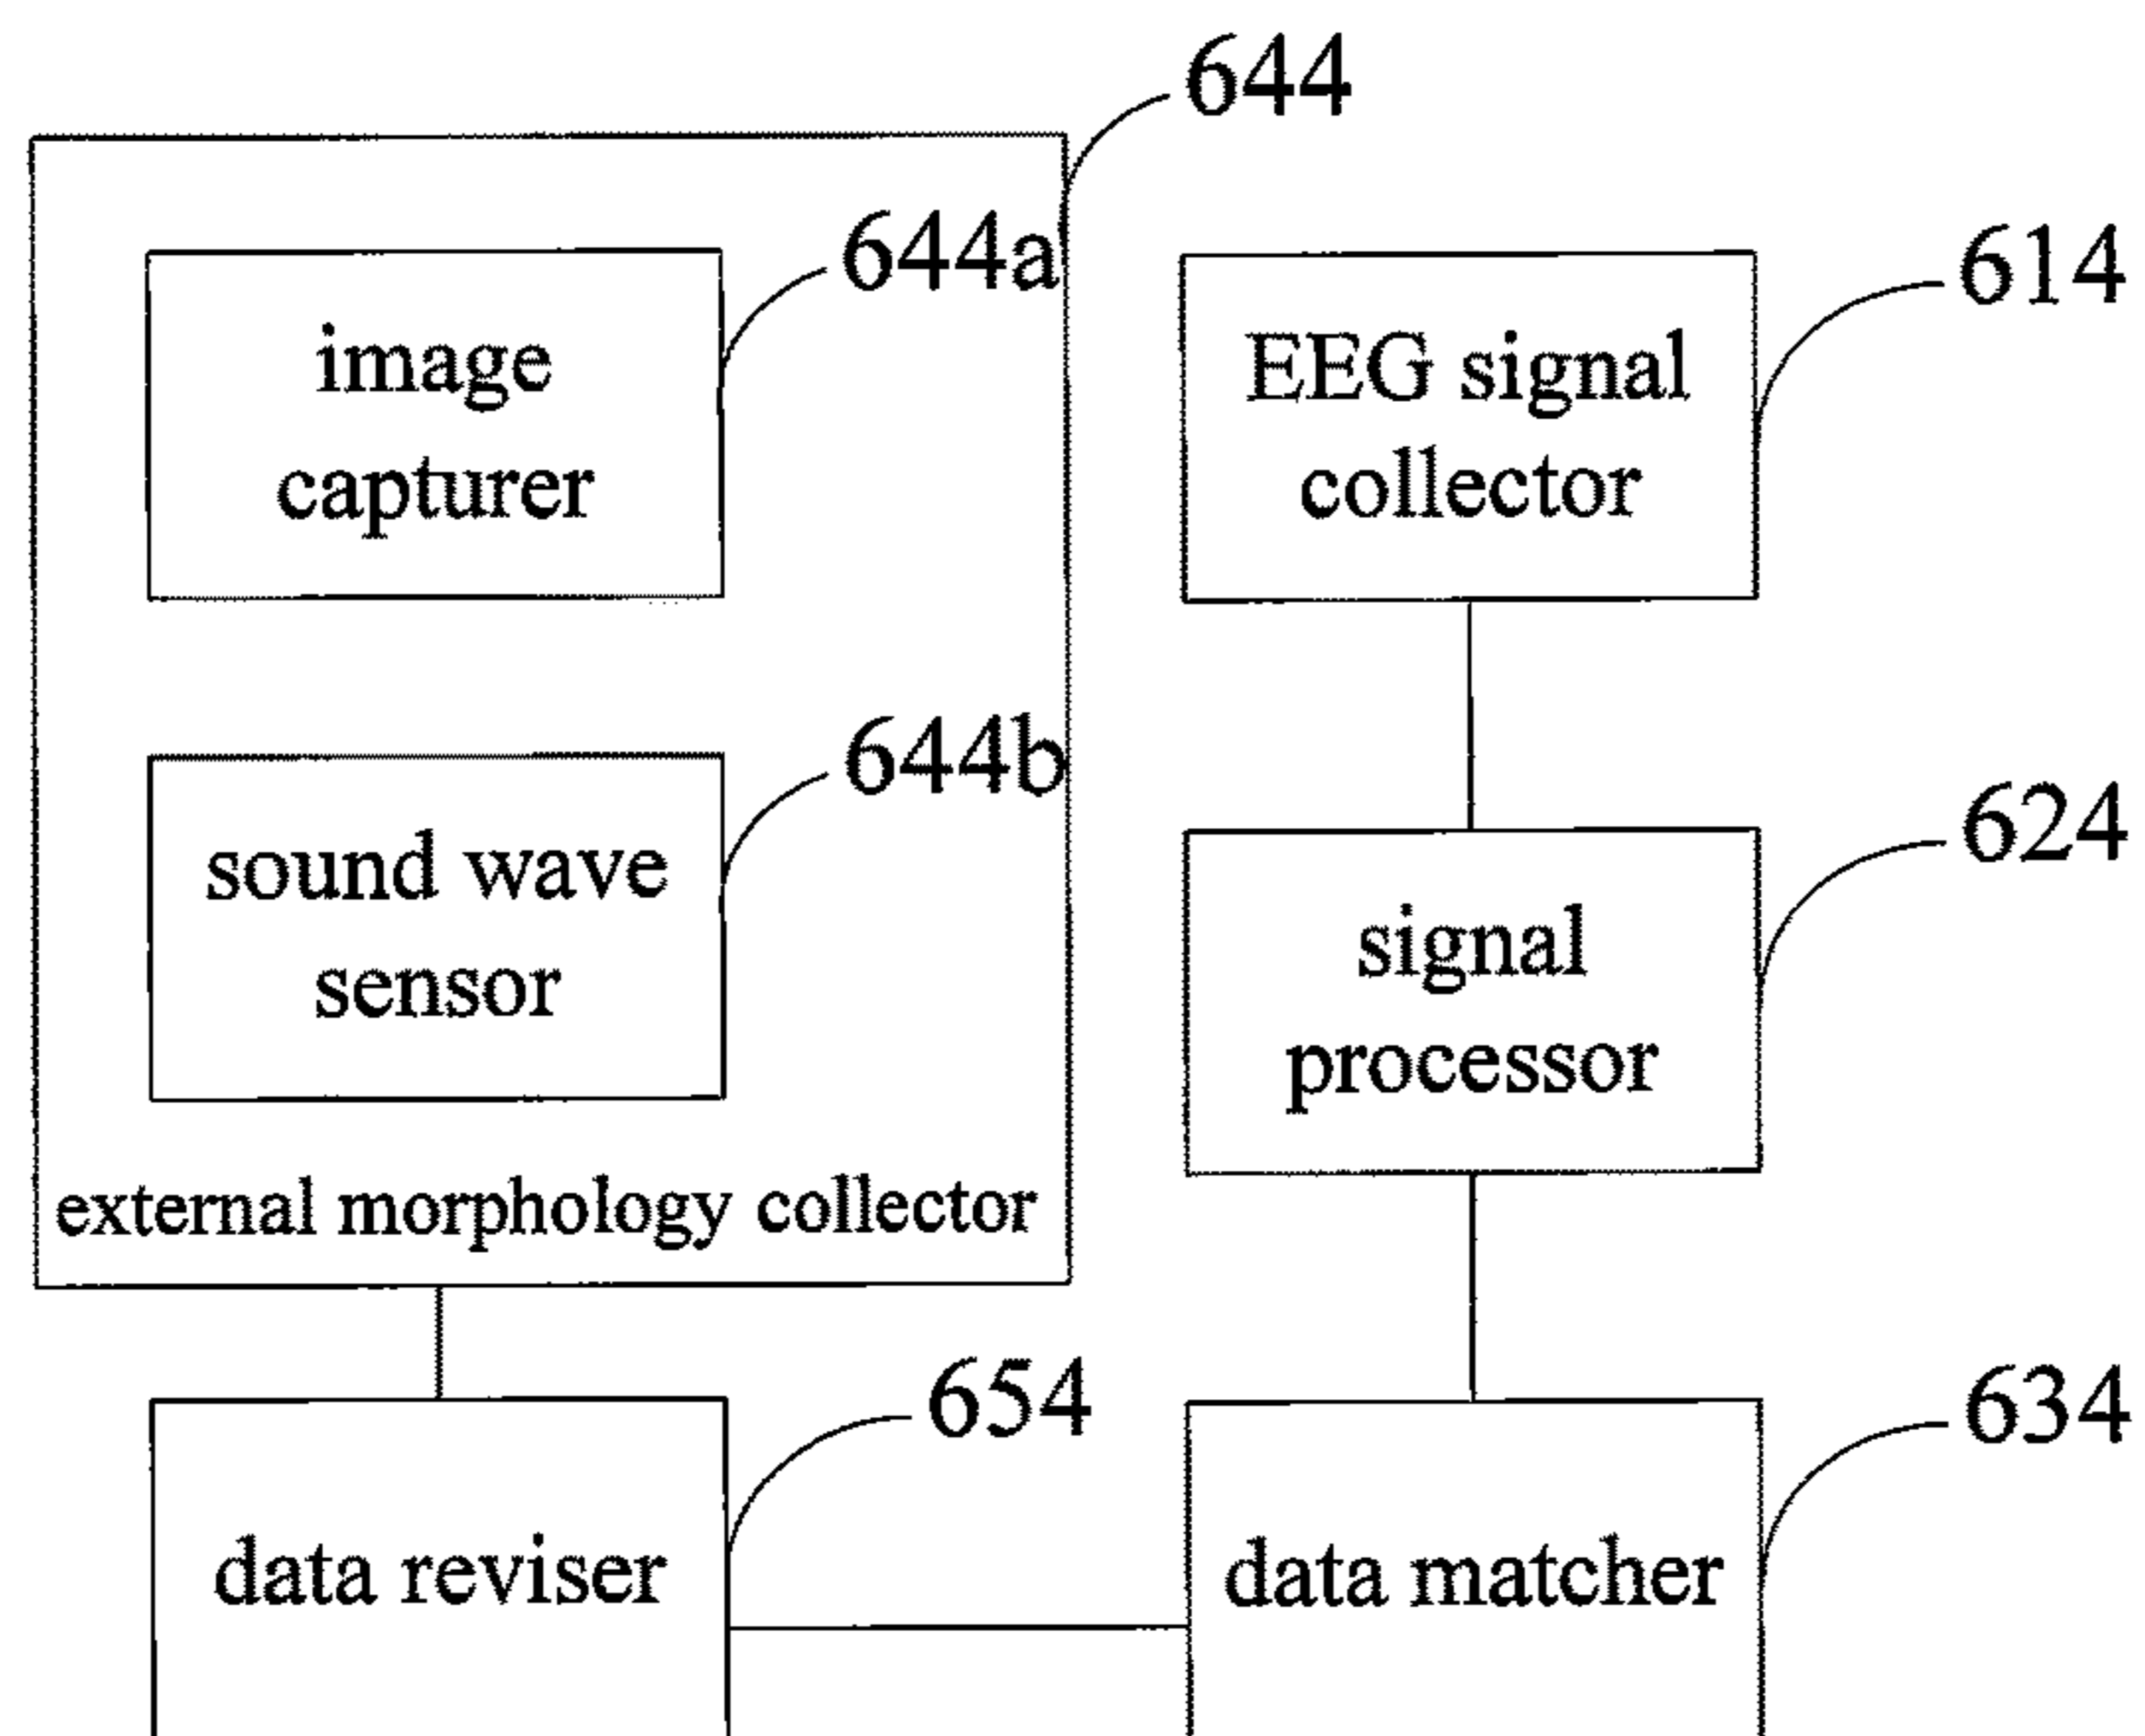 644
644a
image
capturer
644b
sound wave
sensor
external morphology collector
614
EEG signal
collector
624
signal
processor
654
data reviser
634
data matcher